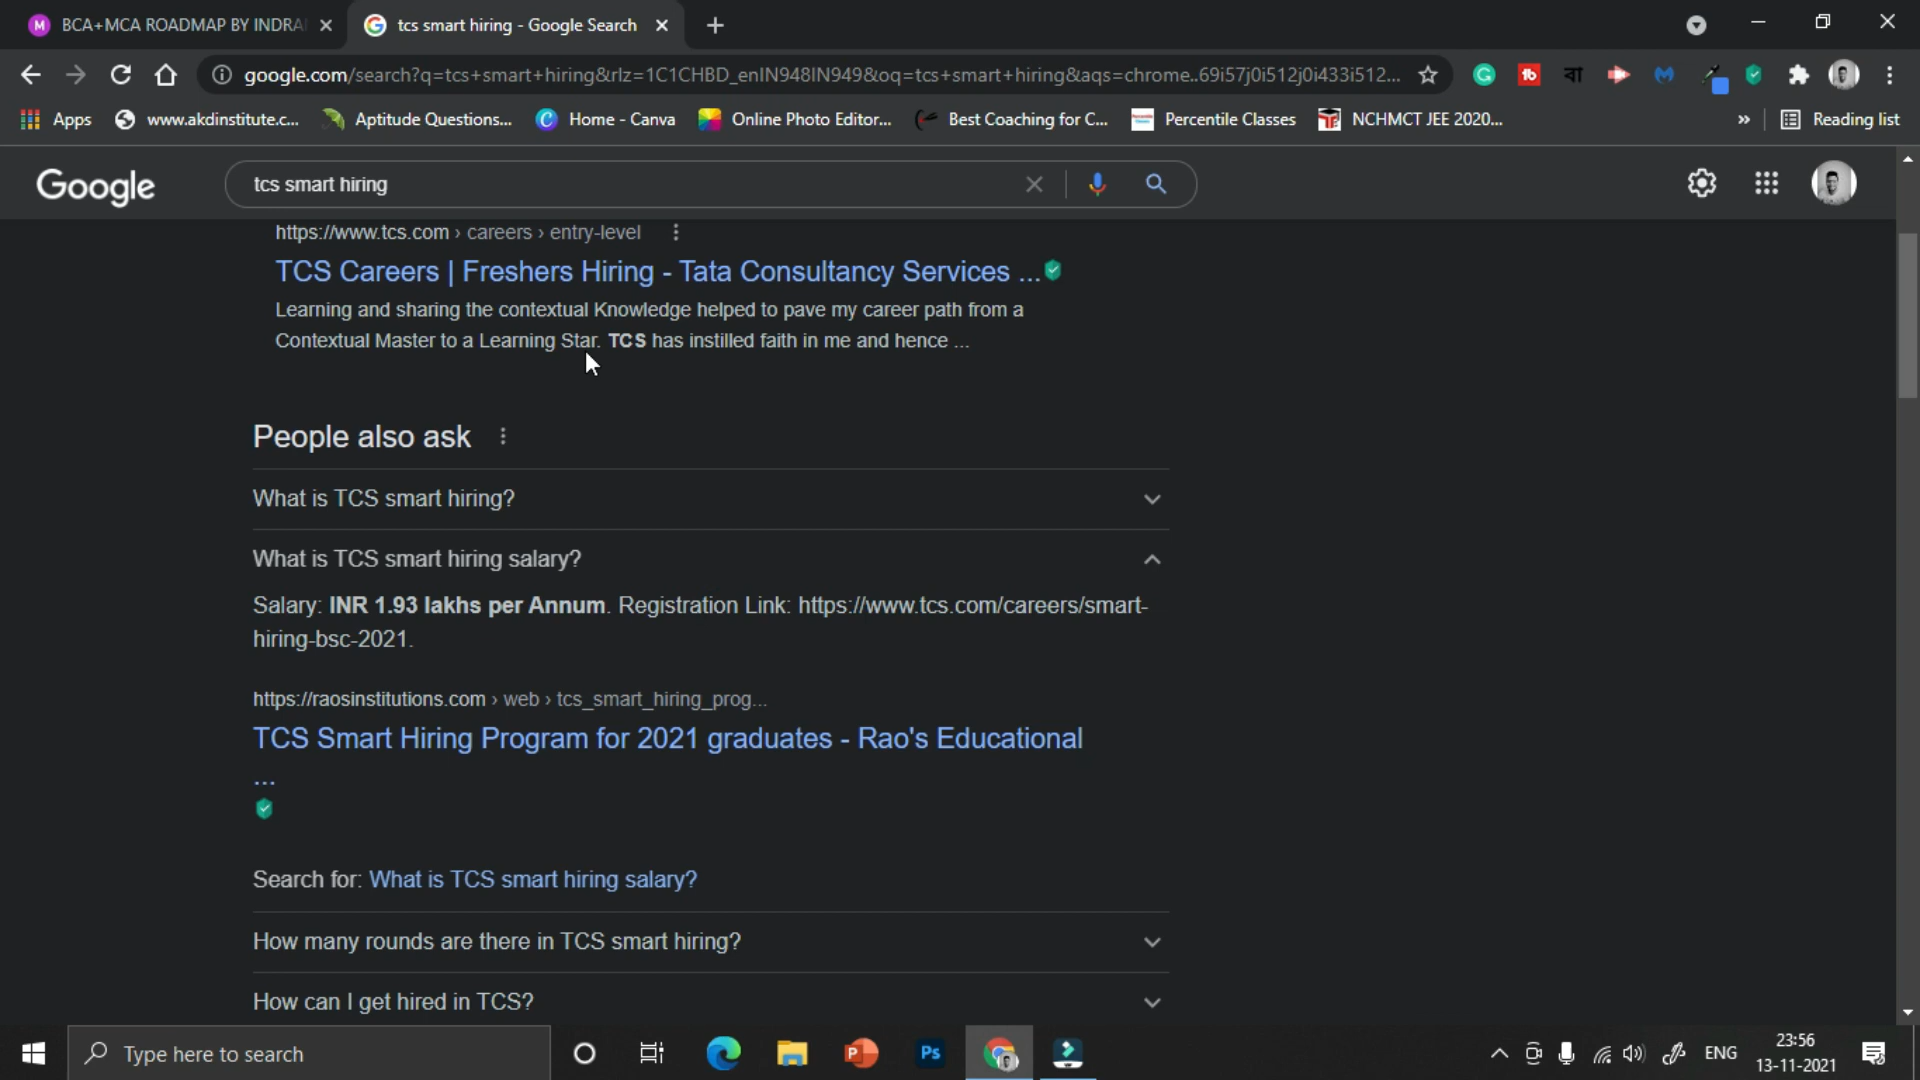 BCA+MCA ROADMAP BY INDRA
tcs smart hiring - Google Search
google.com/search?q=tcs+smart+hiring&rlz=1C1CHBD_enIN948IN949&oq=tcs+smart+hiring&aqs=chrome..69i57j0i512j0i433i512...
Apps
www.akdinstitute.c...
Aptitude Questions...
Home - Canva
Online Photo Editor...
Best Coaching for C...
Percentile Classes
NCHMCT JEE 2020...
»
Reading list
Google
tcs smart hiring
https://www.tcs.com › careers › entry-level
TCS Careers | Freshers Hiring - Tata Consultancy Services ...
Learning and sharing the contextual Knowledge helped to pave my career path from a
Contextual Master to a Learning Star. TCS has instilled faith in me and hence ...
People also ask
What is TCS smart hiring?
What is TCS smart hiring salary?
Salary: INR 1.93 lakhs per Annum. Registration Link: https://www.tcs.com/careers/smart-
hiring-bsc-2021.
https://raosinstitutions.com › web › tcs_smart_hiring_prog...
TCS Smart Hiring Program for 2021 graduates - Rao's Educational
...
Search for: What is TCS smart hiring salary?
How many rounds are there in TCS smart hiring?
How can I get hired in TCS?
Type here to search
Ps
ENG
23:56
13-11-2021